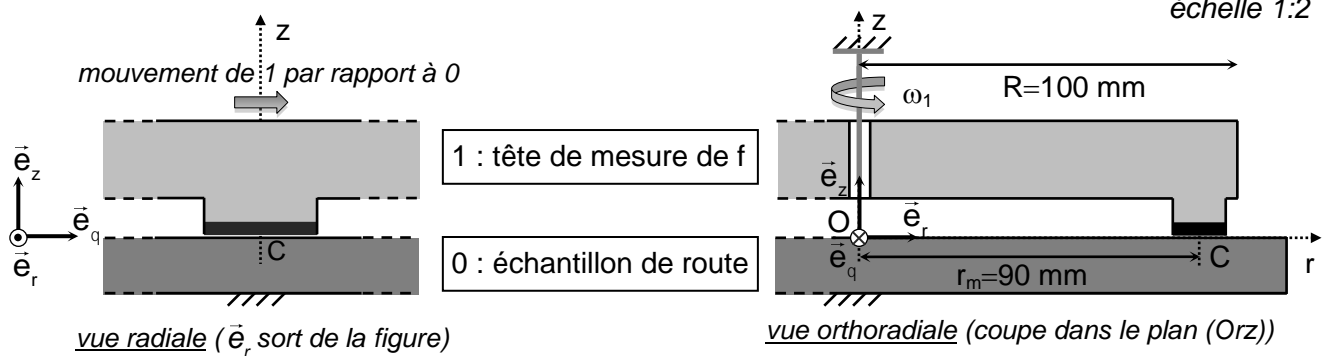 échelle 1:2
z
mouvement de 1 par rapport à 0
e_z
e_q
e_r
C
vue radiale (e_r sort de la figure)
1 : tête de mesure de f
0 : échantillon de route
z
R=100 mm
ω₁
e_z
O
e_r
e_q
C
r
r_m=90 mm
vue orthoradiale (coupe dans le plan (Orz))